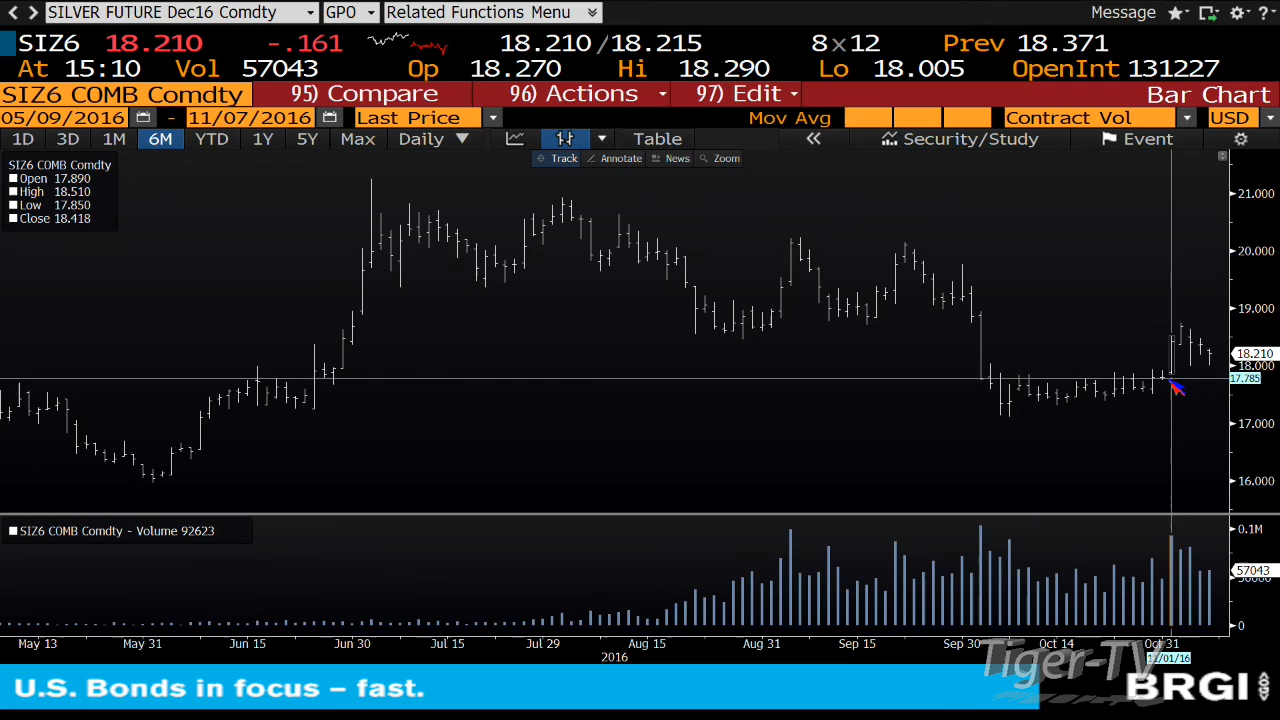 SILVER FUTURE Dec16 Comdty GPO Related Functions Menu Message ?
SIZ6 18.210 -.161 18.210/18.215 8x12 Prev 18.371
At 15:10 Vol 57043 Op 18.270 Hi 18.290 Lo 18.005 OpenInt 131227
SIZ6 COMB Comdty 95) Compare 96) Actions 97) Edit Bar Chart
05/09/2016 - 11/07/2016 Last Price Mov Avg Contract Vol USD
1D 3D 1M 6M YTD 1Y 5Y Max Daily Table Security/Study Event
Track Annotate News Zoom
SIZ6 COMB Comdty
Open 17.890
High 18.510
Low 17.850
Close 18.418
21.000
20.000
19.000
18.210
18.000
17.785
17.000
16.000
SIZ6 COMB Comdty - Volume 92623
0.1M
57043
50000
0
May 13 May 31 Jun 15 Jun 30 Jul 15 Jul 29 Aug 15 Aug 31 Sep 15 Sep 30 Oct 14 Oct 31
2016 11/01/16
Tiger-TV
U.S. Bonds in focus – fast.
BRGI